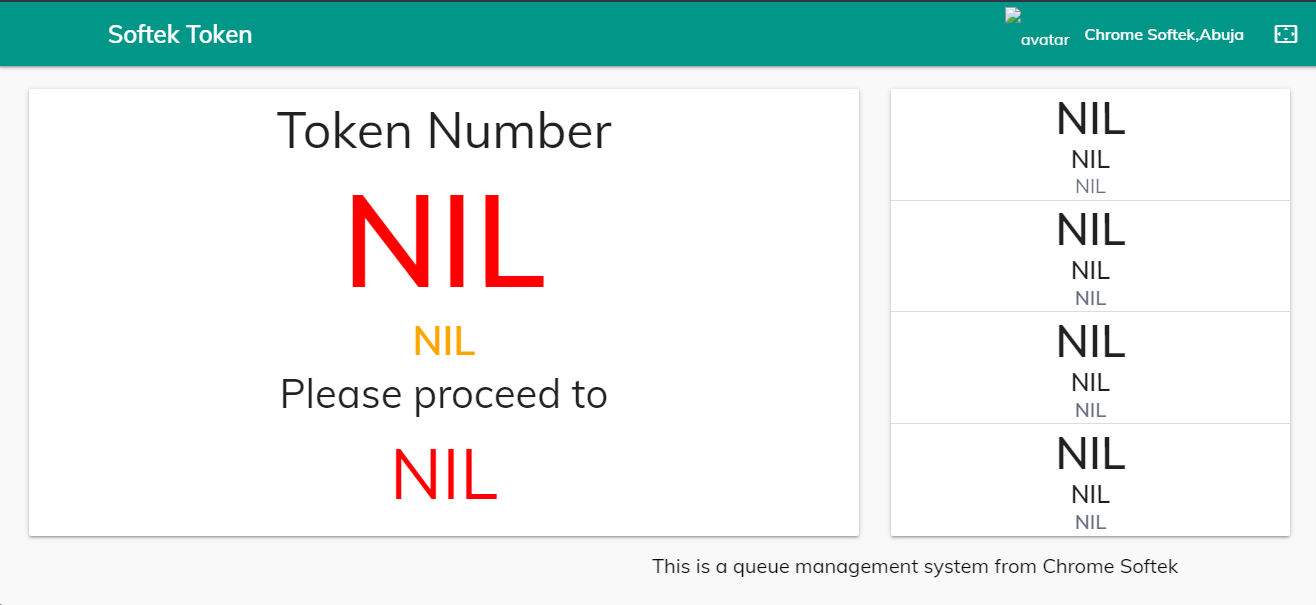 Softek Token
avatar
Chrome Softek,Abuja
Token Number
NIL
NIL
Please proceed to
NIL
NIL
NIL
NIL
NIL
NIL
NIL
NIL
NIL
NIL
NIL
NIL
NIL
This is a queue management system from Chrome Softek